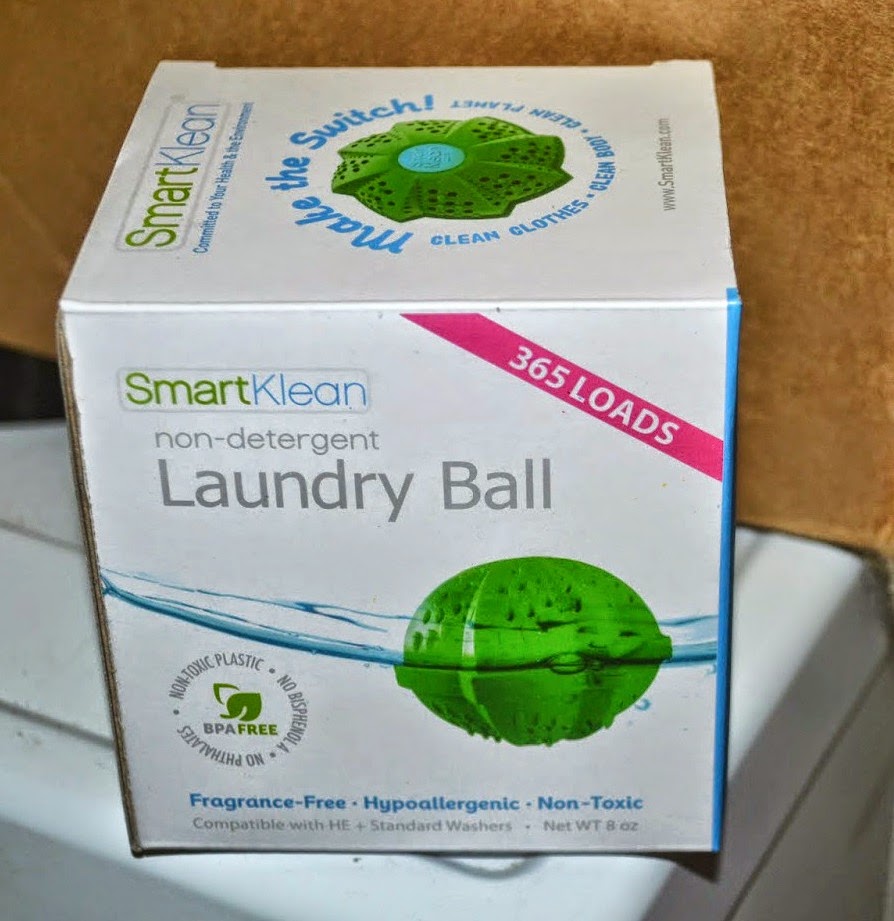 SmartKlean
Committed to Your Health & the Environment
Make the Switch!
CLEAN CLOTHES • CLEAN BODY • CLEAN PLANET
www.SmartKlean.com
365 LOADS
SmartKlean
non-detergent
Laundry Ball
NON-TOXIC PLASTIC • NO BISPHENOL A • NO PHTHALATES •
BPA FREE
Fragrance-Free • Hypoallergenic • Non-Toxic
Compatible with HE + Standard Washers • Net WT 8 oz